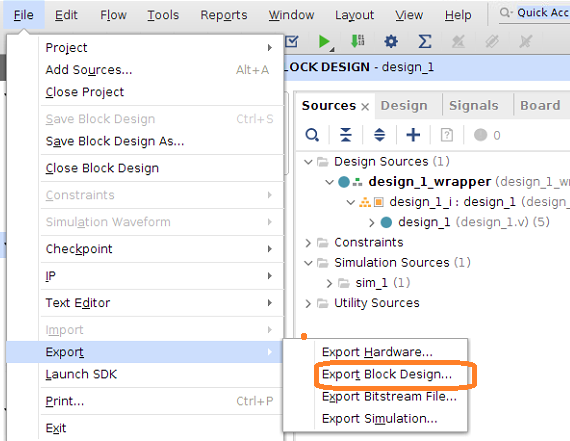 File Edit Flow Tools Reports Window Layout View Help Quick Acc
Project
Add Sources... Alt+A
Close Project
Save Block Design Ctrl+S
Save Block Design As...
Close Block Design
Constraints
Simulation Waveform
Checkpoint
IP
Text Editor
Import
Export
Launch SDK
Print... Ctrl+P
Exit
LOCK DESIGN - design_1
Sources × Design Signals Board
0
Design Sources (1)
design_1_wrapper (design_1_wr
design_1_i : design_1 (design_
design_1 (design_1.v) (5)
Constraints
Simulation Sources (1)
sim_1 (1)
Utility Sources
Export Hardware...
Export Block Design...
Export Bitstream File...
Export Simulation...